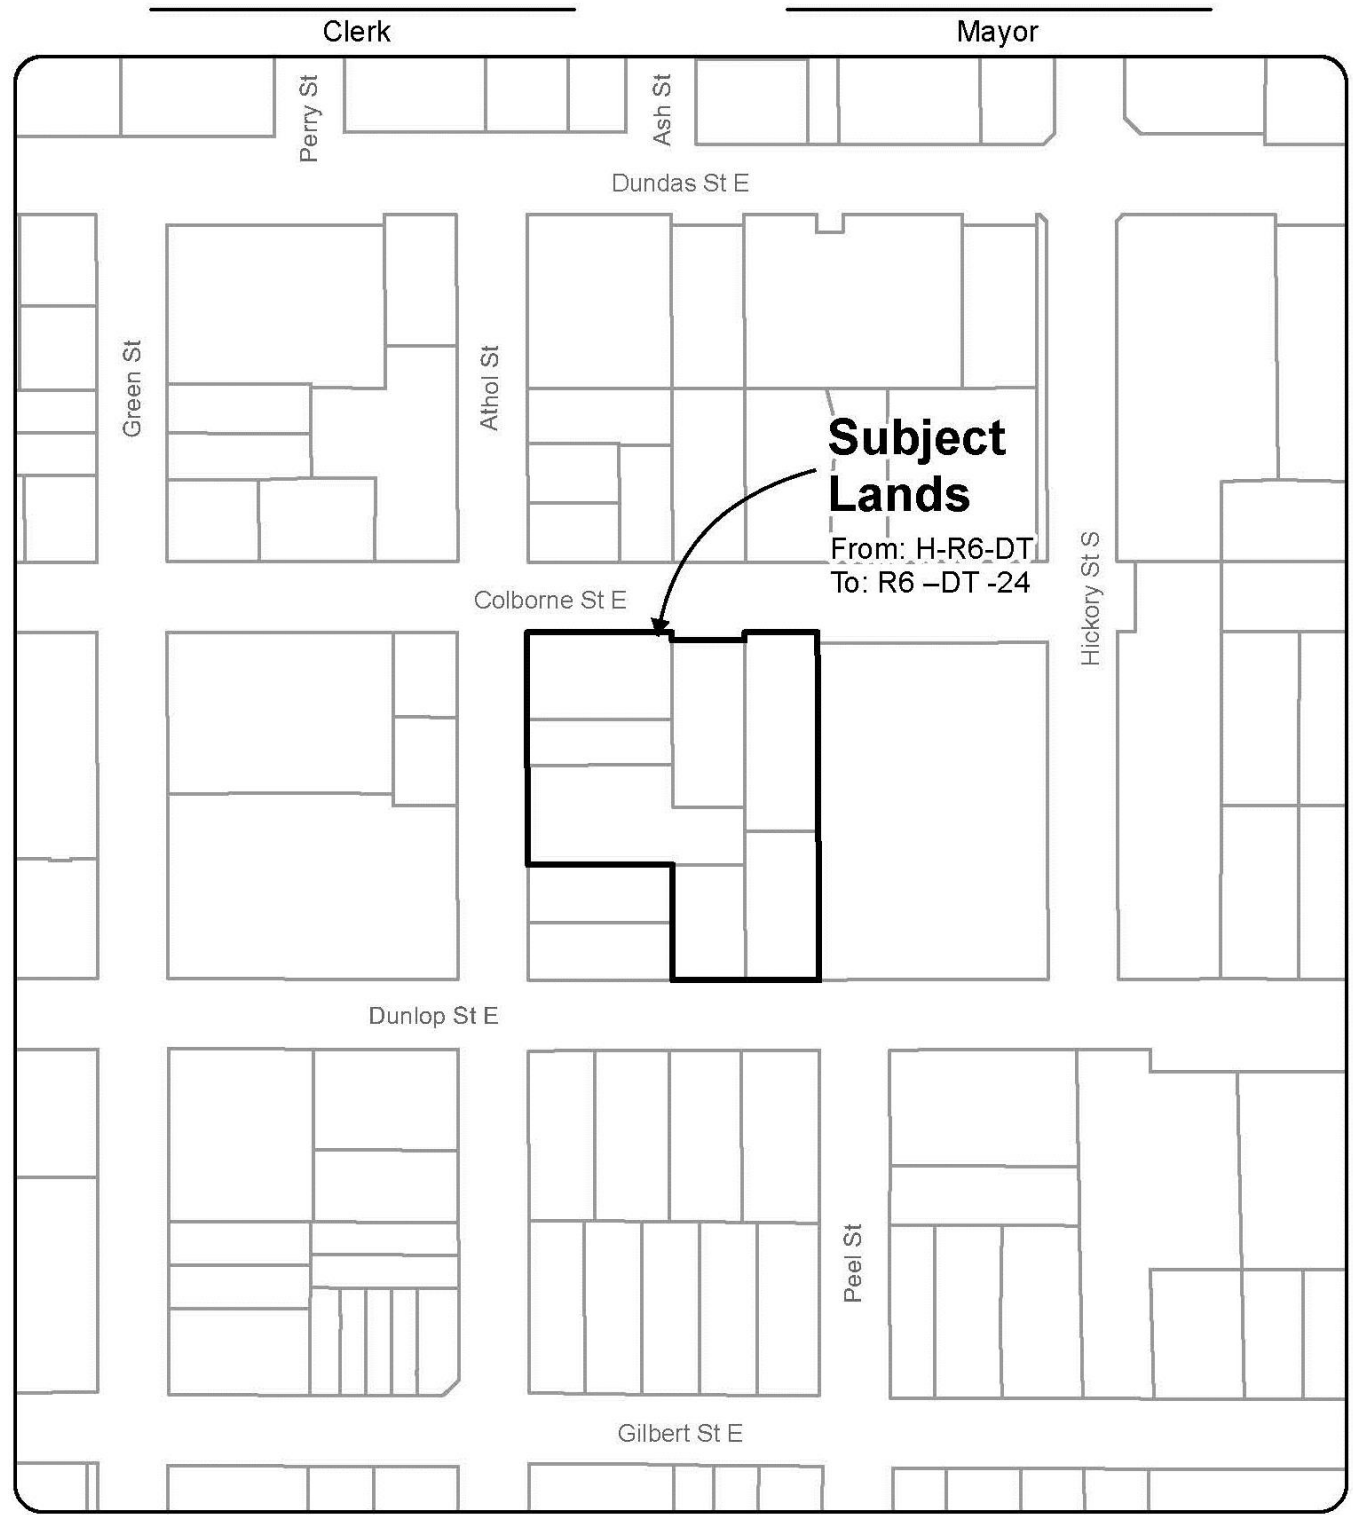 Clerk
Mayor
Perry St
Ash St
Dundas St E
Green St
Athol St
Subject
Lands
From: H-R6-DT
To: R6 –DT -24
Colborne St E
Hickory St S
Dunlop St E
Peel St
Gilbert St E